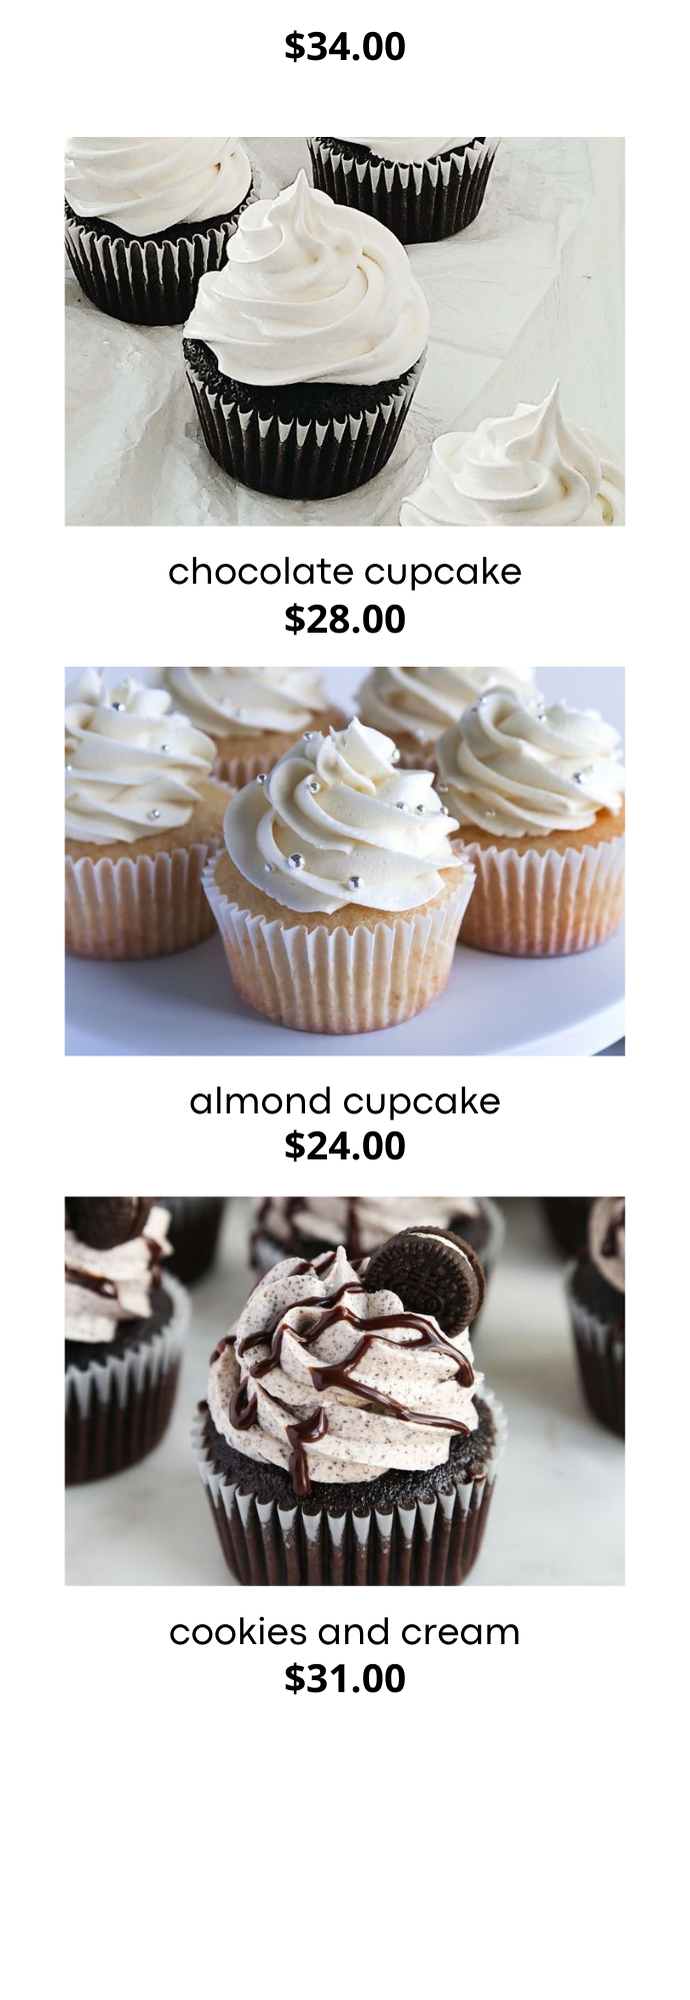 $34.00
chocolate cupcake
$28.00
almond cupcake
$24.00
cookies and cream
$31.00